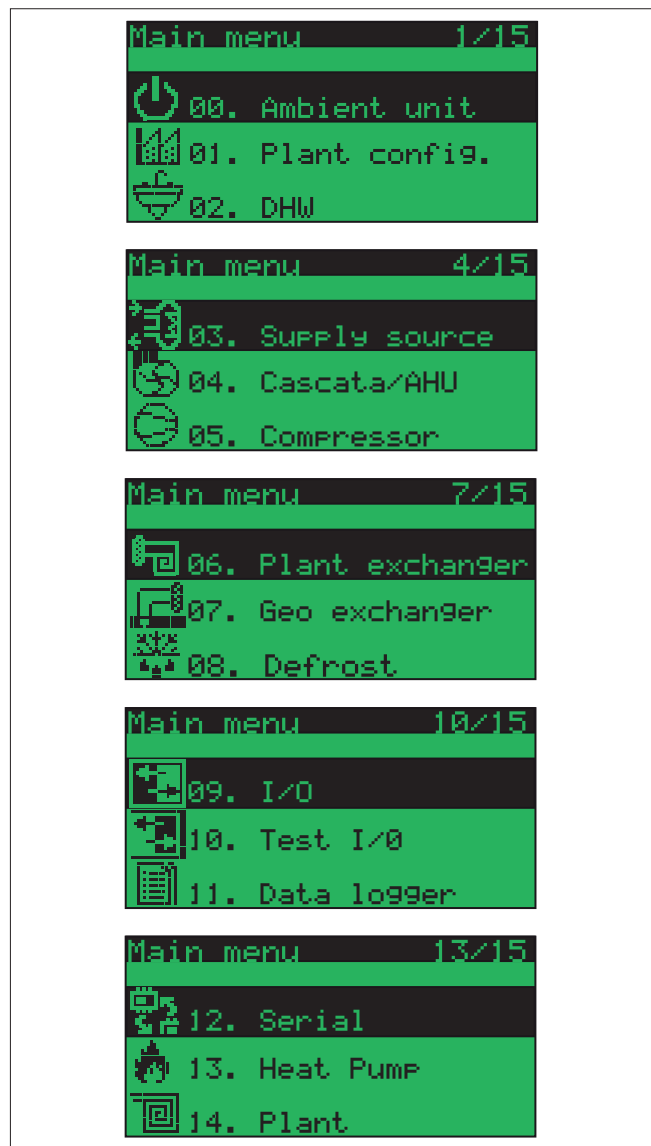 Main menu 1/15
00. Ambient unit
01. Plant config.
02. DHW
Main menu 4/15
03. Supply source
04. Cascata/AHU
05. Compressor
Main menu 7/15
06. Plant exchanger
07. Geo exchanger
08. Defrost
Main menu 10/15
09. I/O
10. Test I/0
11. Data logger
Main menu 13/15
12. Serial
13. Heat Pump
14. Plant